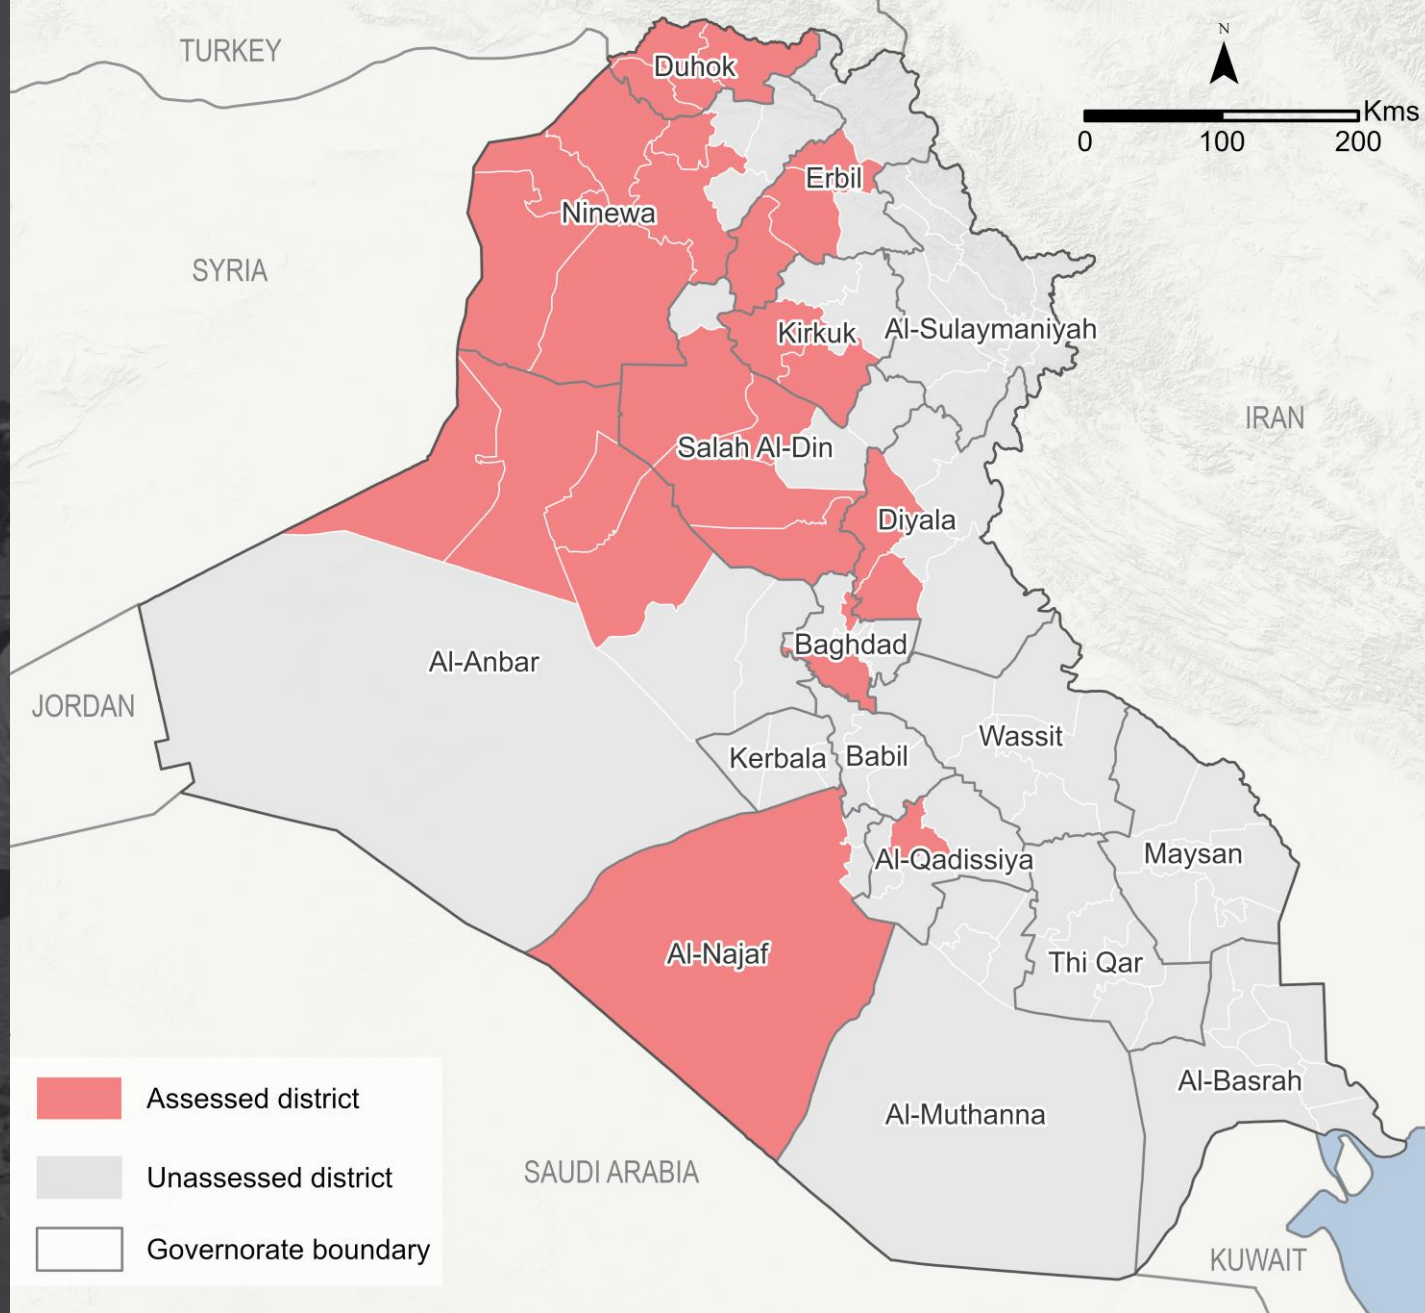 N
TURKEY
Duhok
Kms
0 100 200
Erbil
Ninewa
SYRIA
Kirkuk
Al-Sulaymaniyah
IRAN
Salah Al-Din
Diyala
Baghdad
Al-Anbar
JORDAN
Wassit
Kerbala
Babil
Maysan
Al-Qadissiya
Al-Najaf
Thi Qar
Al-Basrah
Assessed district
Al-Muthanna
SAUDI ARABIA
Unassessed district
Governorate boundary
KUWAIT